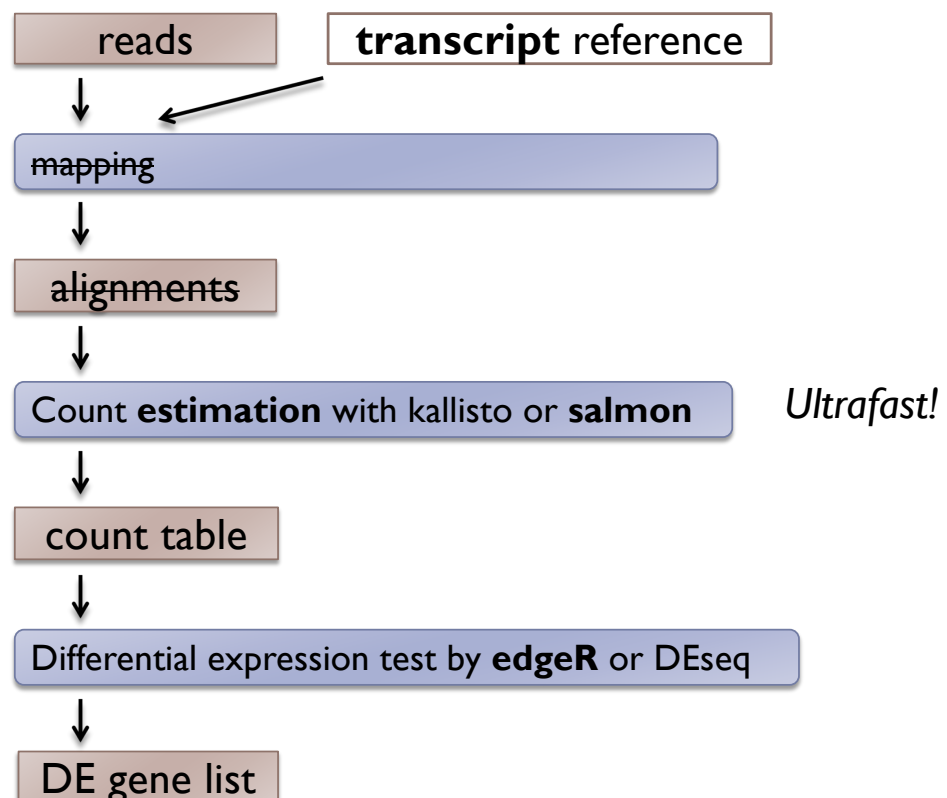 reads
transcript reference
mapping
alignments
Count estimation with kallisto or salmon
Ultrafast!
count table
Differential expression test by edgeR or DEseq
DE gene list